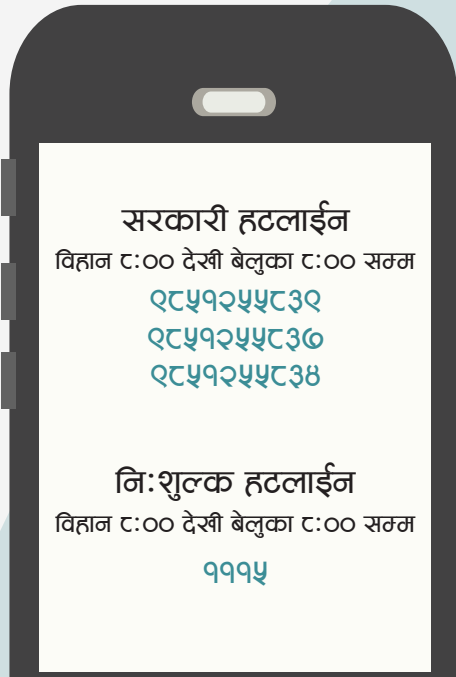 सरकारी हटलाईन
विहान ८:०० देखी बेलुका ८:०० सम्म
९८५१२५५८३९
९८५१२५५८३७
९८५१२५५८३४
नि:शुल्क हटलाईन
विहान ८:०० देखी बेलुका ८:०० सम्म
१११५